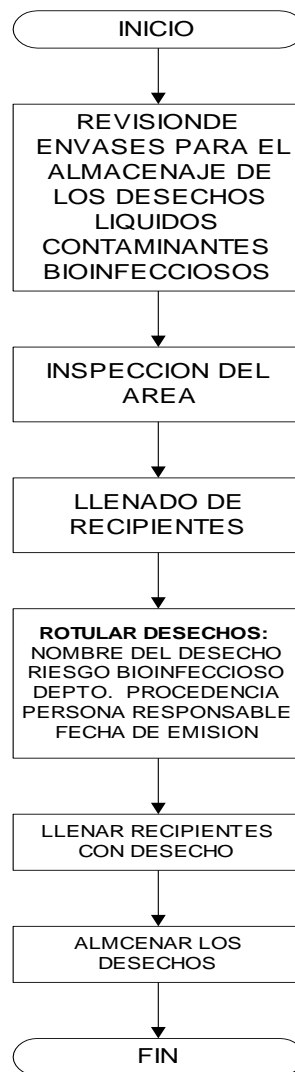 INICIO
REVISIONDE
ENVASES PARA EL
ALMACENAJE DE
LOS DESECHOS
LIQUIDOS
CONTAMINANTES
BIOINFECCIOSOS
INSPECCION DEL
AREA
LLENADO DE
RECIPIENTES
ROTULAR DESECHOS:
NOMBRE DEL DESECHO
RIESGO BIOINFECCIOSO
DEPTO. PROCEDENCIA
PERSONA RESPONSABLE
FECHA DE EMISION
LLENAR RECIPIENTES
CON DESECHO
ALMCENAR LOS
DESECHOS
FIN